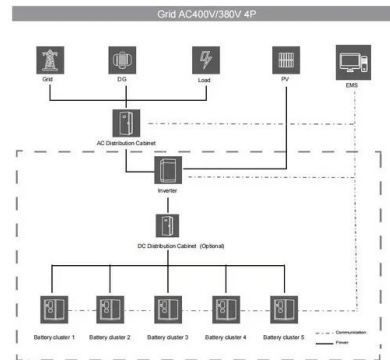 Grid AC400V/380V 4P
Grid
DG
Load
PV
EMS
AC Distribution Cabinet
Inverter
DC Distribution Cabinet (Optional)
Battery cluster 1
Battery cluster 2
Battery cluster 3
Battery cluster 4
Battery cluster 5
Communication
Power